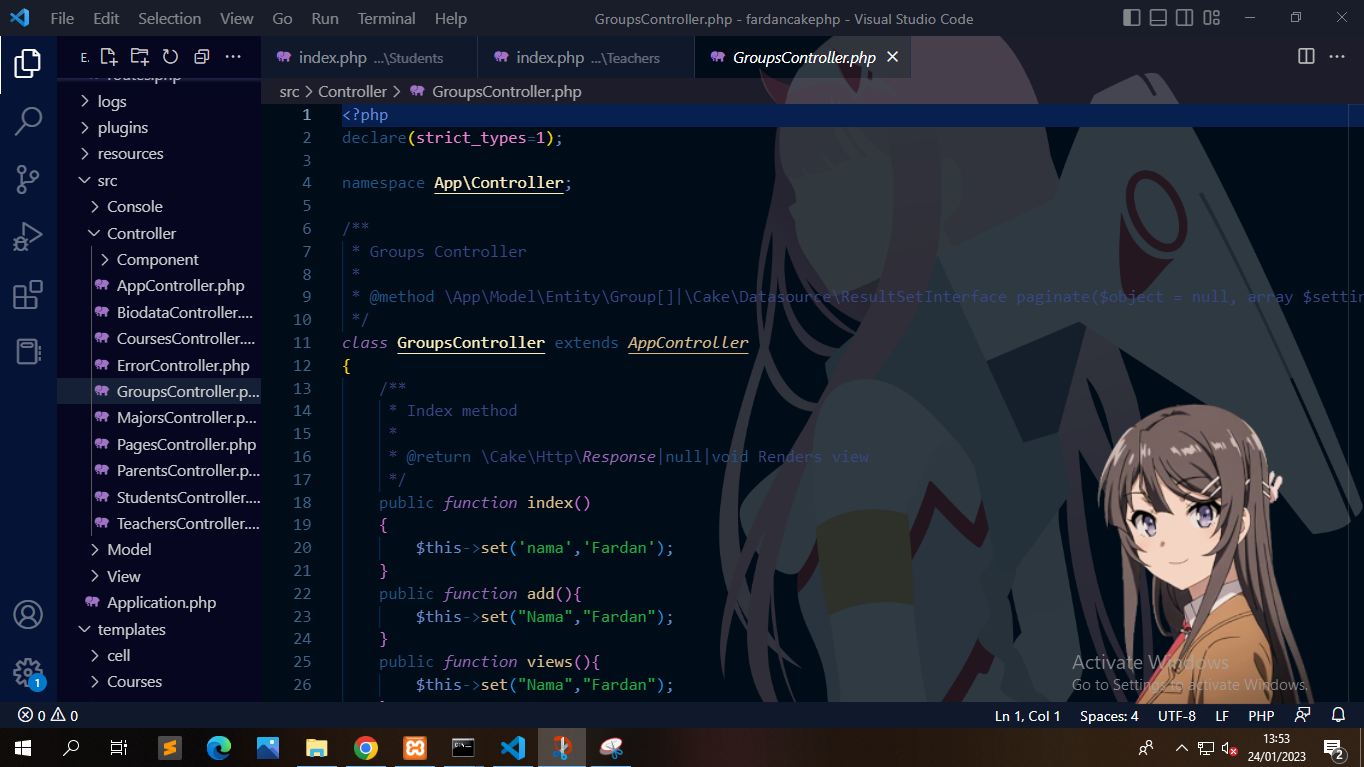 File Edit Selection View Go Run Terminal Help
GroupsController.php - fardancakephp - Visual Studio Code
E.
index.php ...\Students
index.php ...\Teachers
GroupsController.php
src > Controller > GroupsController.php
routes.php
logs
plugins
resources
src
Console
Controller
Component
AppController.php
BiodataController....
CoursesController....
ErrorController.php
GroupsController.p...
MajorsController.p...
PagesController.php
ParentsController.p...
StudentsController....
TeachersController....
Model
View
Application.php
templates
cell
Courses
1 <?php
2 declare(strict_types=1);
3
4 namespace App\Controller;
5
6 /**
7 * Groups Controller
8 *
9 * @method \App\Model\Entity\Group[]|\Cake\Datasource\ResultSetInterface paginate($object = null, array $settin
10 */
11 class GroupsController extends AppController
12 {
13 /**
14 * Index method
15 *
16 * @return \Cake\Http\Response|null|void Renders view
17 */
18 public function index()
19 {
20 $this->set('nama','Fardan');
21 }
22 public function add(){
23 $this->set("Nama","Fardan");
24 }
25 public function views(){
26 $this->set("Nama","Fardan");
Activate Windows
Go to Settings to activate Windows.
1
0 0
Ln 1, Col 1 Spaces: 4 UTF-8 LF PHP
13:53
24/01/2023
2